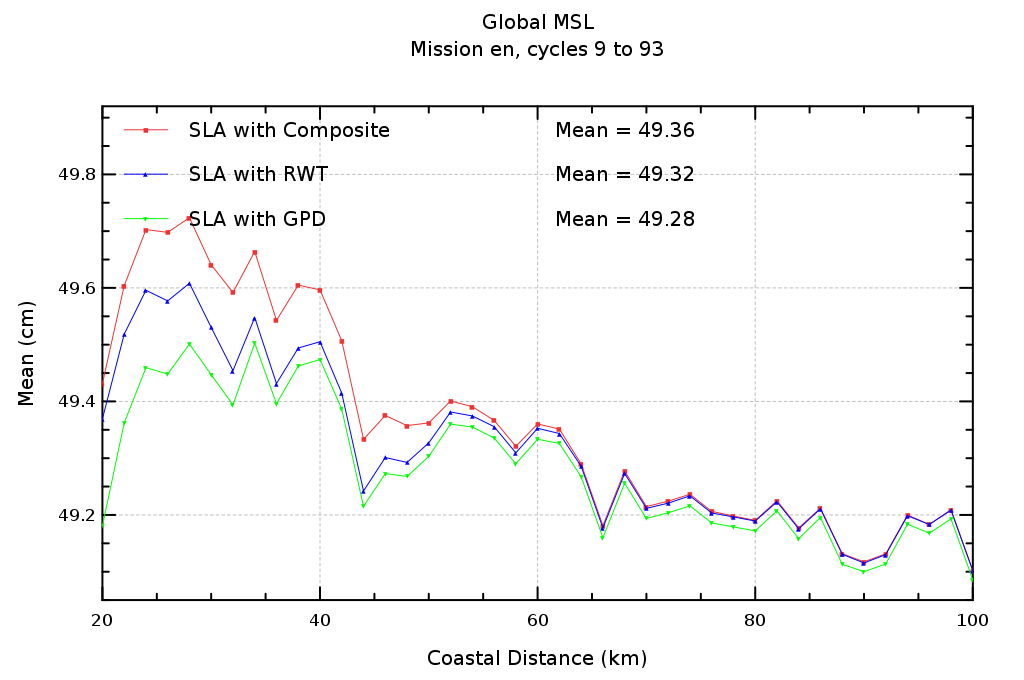 Global MSL
Mission en, cycles 9 to 93
SLA with Composite Mean = 49.36
SLA with RWT Mean = 49.32
SLA with GPD Mean = 49.28
49.8
49.6
49.4
49.2
Mean (cm)
20 40 60 80 100
Coastal Distance (km)